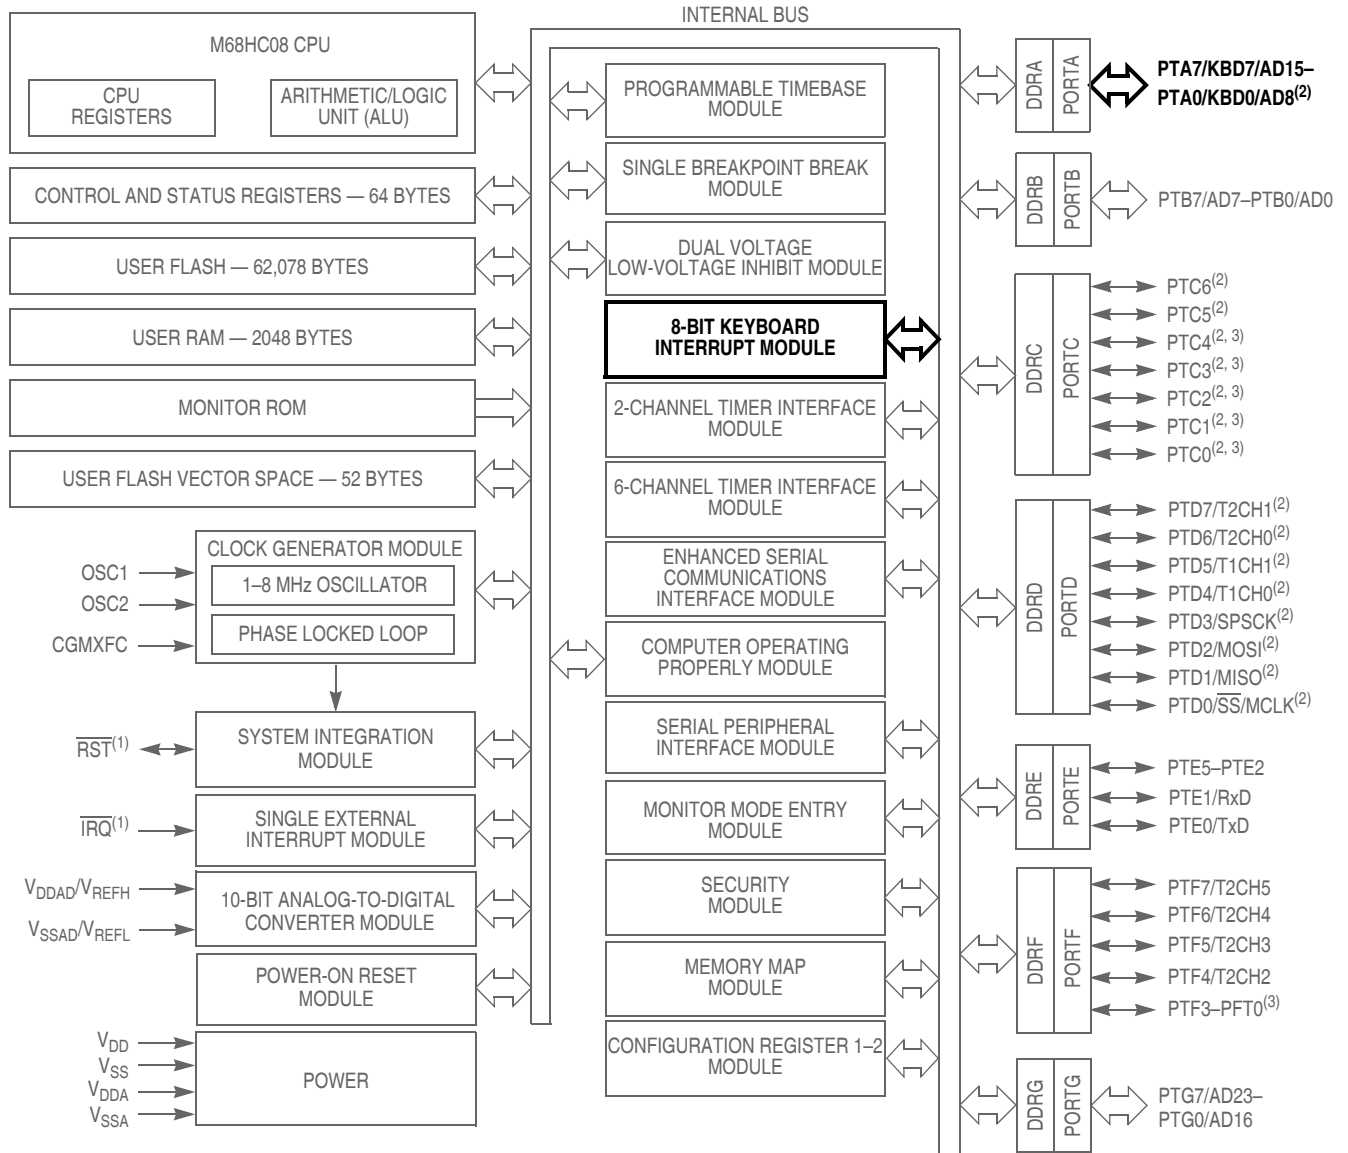 INTERNAL BUS
M68HC08 CPU
CPU
REGISTERS
ARITHMETIC/LOGIC
UNIT (ALU)
CONTROL AND STATUS REGISTERS — 64 BYTES
USER FLASH — 62,078 BYTES
USER RAM — 2048 BYTES
MONITOR ROM
USER FLASH VECTOR SPACE — 52 BYTES
CLOCK GENERATOR MODULE
1–8 MHz OSCILLATOR
PHASE LOCKED LOOP
OSC1
OSC2
CGMXFC
SYSTEM INTEGRATION
MODULE
RST(1)
SINGLE EXTERNAL
INTERRUPT MODULE
IRQ(1)
10-BIT ANALOG-TO-DIGITAL
CONVERTER MODULE
VDDAD/VREFH
VSSAD/VREFL
POWER-ON RESET
MODULE
POWER
VDD
VSS
VDDA
VSSA
PROGRAMMABLE TIMEBASE
MODULE
SINGLE BREAKPOINT BREAK
MODULE
DUAL VOLTAGE
LOW-VOLTAGE INHIBIT MODULE
8-BIT KEYBOARD
INTERRUPT MODULE
2-CHANNEL TIMER INTERFACE
MODULE
6-CHANNEL TIMER INTERFACE
MODULE
ENHANCED SERIAL
COMMUNICATIONS
INTERFACE MODULE
COMPUTER OPERATING
PROPERLY MODULE
SERIAL PERIPHERAL
INTERFACE MODULE
MONITOR MODE ENTRY
MODULE
SECURITY
MODULE
MEMORY MAP
MODULE
CONFIGURATION REGISTER 1–2
MODULE
DDRA
PORTA
PTA7/KBD7/AD15–
PTA0/KBD0/AD8(2)
DDRB
PORTB
PTB7/AD7–PTB0/AD0
DDRC
PORTC
PTC6(2)
PTC5(2)
PTC4(2, 3)
PTC3(2, 3)
PTC2(2, 3)
PTC1(2, 3)
PTC0(2, 3)
DDRD
PORTD
PTD7/T2CH1(2)
PTD6/T2CH0(2)
PTD5/T1CH1(2)
PTD4/T1CH0(2)
PTD3/SPSCK(2)
PTD2/MOSI(2)
PTD1/MISO(2)
PTD0/SS/MCLK(2)
DDRE
PORTE
PTE5–PTE2
PTE1/RxD
PTE0/TxD
DDRF
PORTF
PTF7/T2CH5
PTF6/T2CH4
PTF5/T2CH3
PTF4/T2CH2
PTF3–PFT0(3)
DDRG
PORTG
PTG7/AD23–
PTG0/AD16